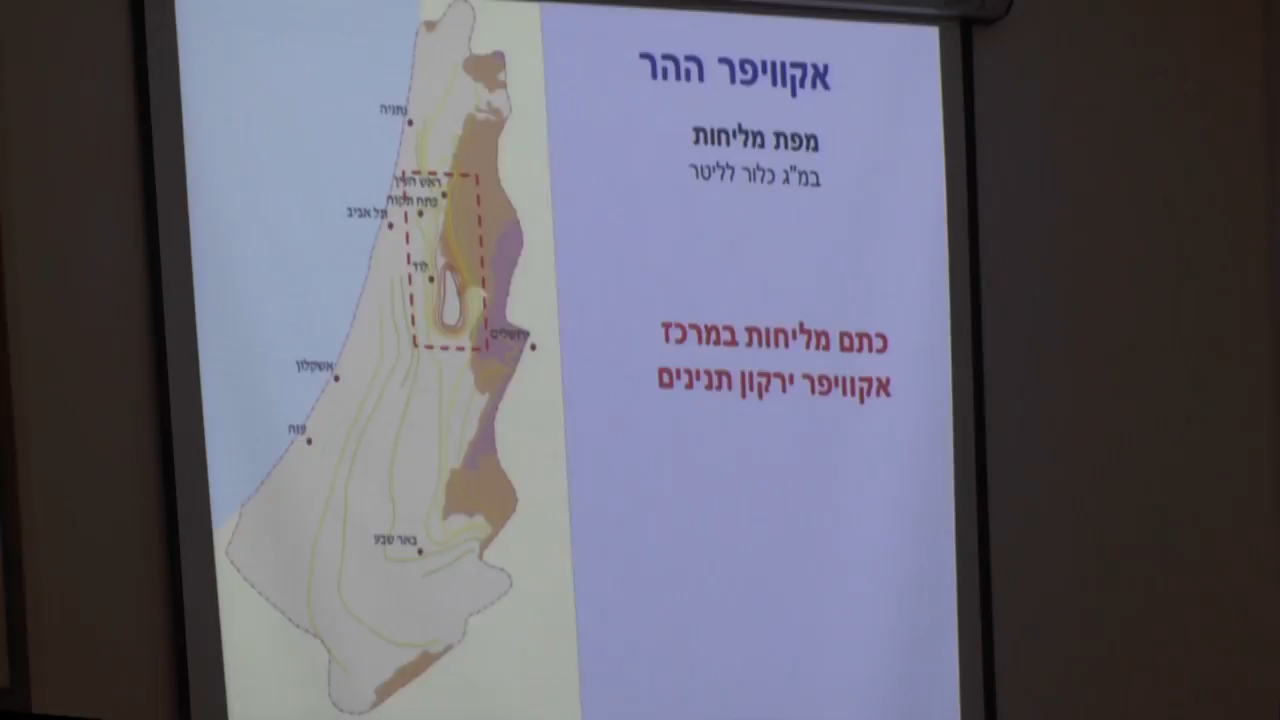 אקוויפר ההר
מפת מליחות
במ"ג כלור לליטר
כתם מליחות במרכז
אקוויפר ירקון תנינים
נתניה
ראש העין
פתח תקוה
תל אביב
לוד
ירושלים
אשקלון
עזה
באר שבע